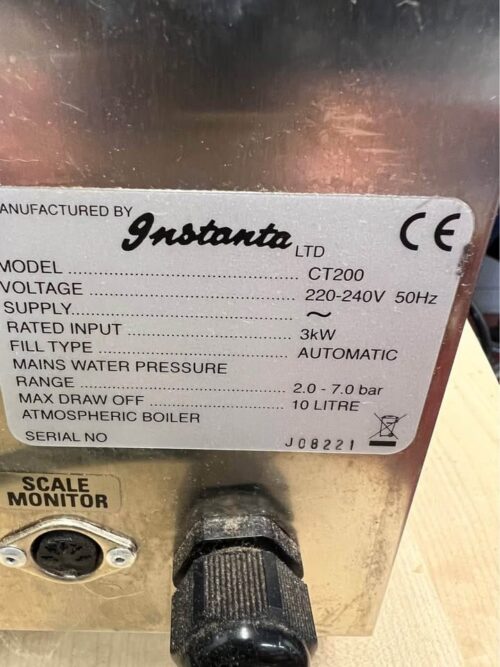 ANUFACTURED BY Instanta LTD
CE
MODEL ................................ CT200
VOLTAGE ............................ 220-240V 50Hz
SUPPLY................................ ~
RATED INPUT ........................ 3kW
FILL TYPE ............................ AUTOMATIC
MAINS WATER PRESSURE
RANGE ................................ 2.0 - 7.0 bar
MAX DRAW OFF ...................... 10 LITRE
ATMOSPHERIC BOILER
SERIAL NO J08221
SCALE
MONITOR